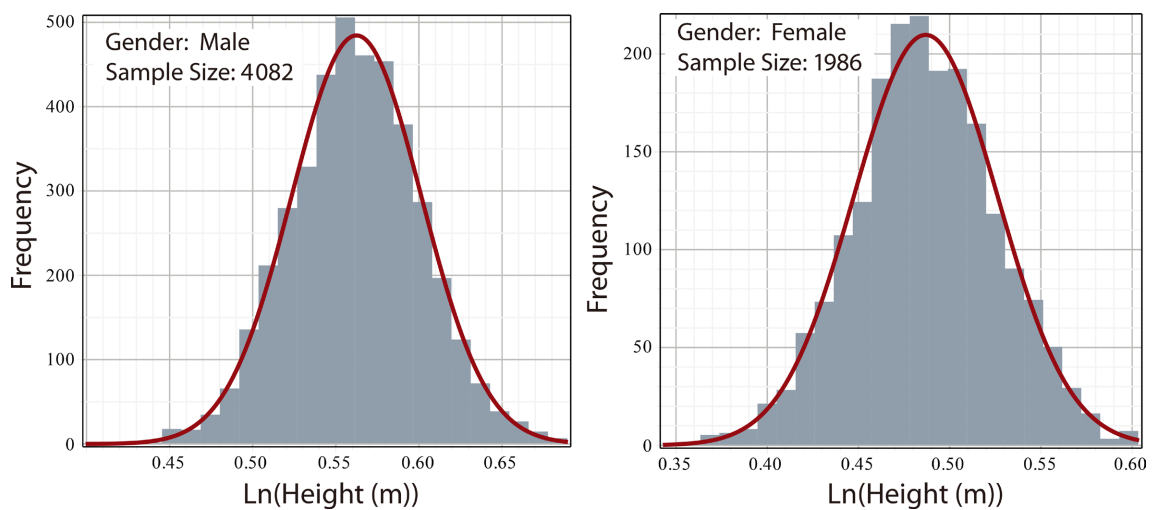 Gender: Male
Sample Size: 4082
500
400
300
200
100
0
Frequency
0.45 0.50 0.55 0.60 0.65
Ln(Height (m))
Gender: Female
Sample Size: 1986
200
150
100
50
0
Frequency
0.35 0.40 0.45 0.50 0.55 0.60
Ln(Height (m))